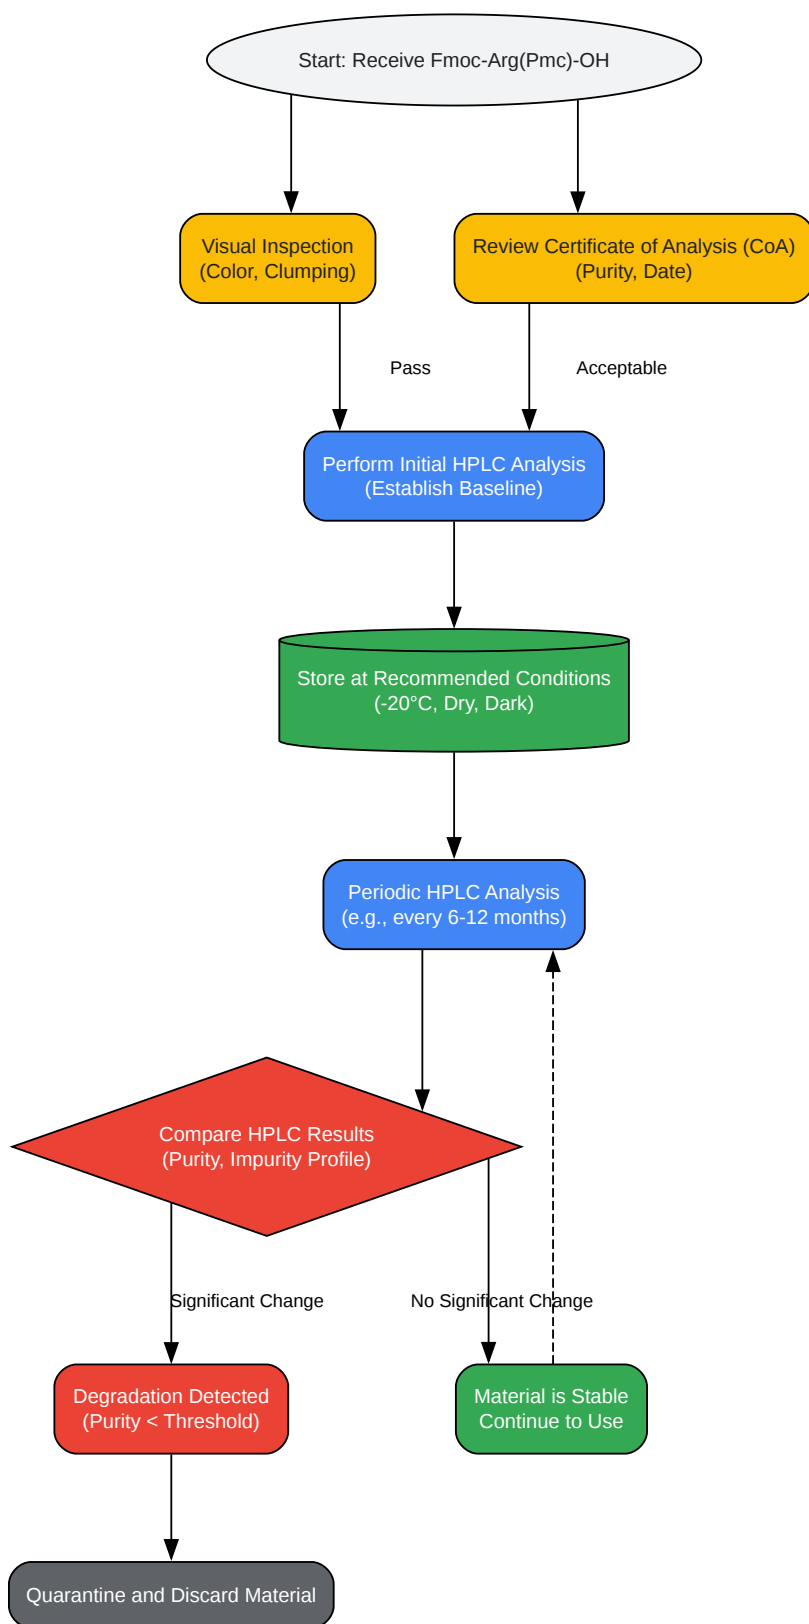 Start: Receive Fmoc-Arg(Pmc)-OH
Visual Inspection
(Color, Clumping)
Review Certificate of Analysis (CoA)
(Purity, Date)
Pass
Acceptable
Perform Initial HPLC Analysis
(Establish Baseline)
Store at Recommended Conditions
(-20°C, Dry, Dark)
Periodic HPLC Analysis
(e.g., every 6-12 months)
Compare HPLC Results
(Purity, Impurity Profile)
Significant Change
No Significant Change
Degradation Detected
(Purity < Threshold)
Material is Stable
Continue to Use
Quarantine and Discard Material